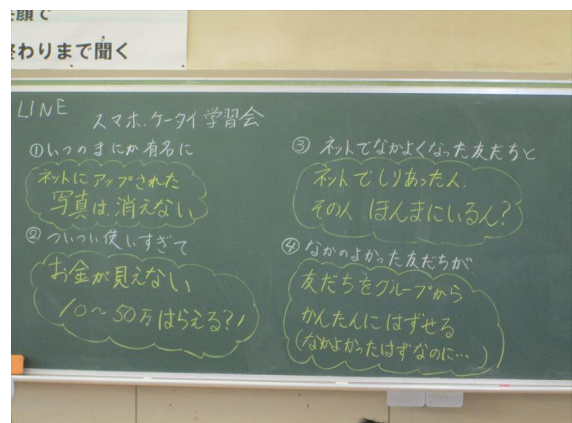 顔で
終わりまで聞く
LINE
スマホ、ケータイ学習会
①いつのまにか有名に
ネットにアップされた
写真は、消えない
②ついつい使いすぎて
お金が見えない
10～50万はらえる?!
③ ネットでなかよくなった友だちと
ネットでしりあった人、
その人 ほんまにいるん?
④ なかのよかった友だちが
友だちをグループから
かんたんに はずせる
(なかよかったはずなのに…)